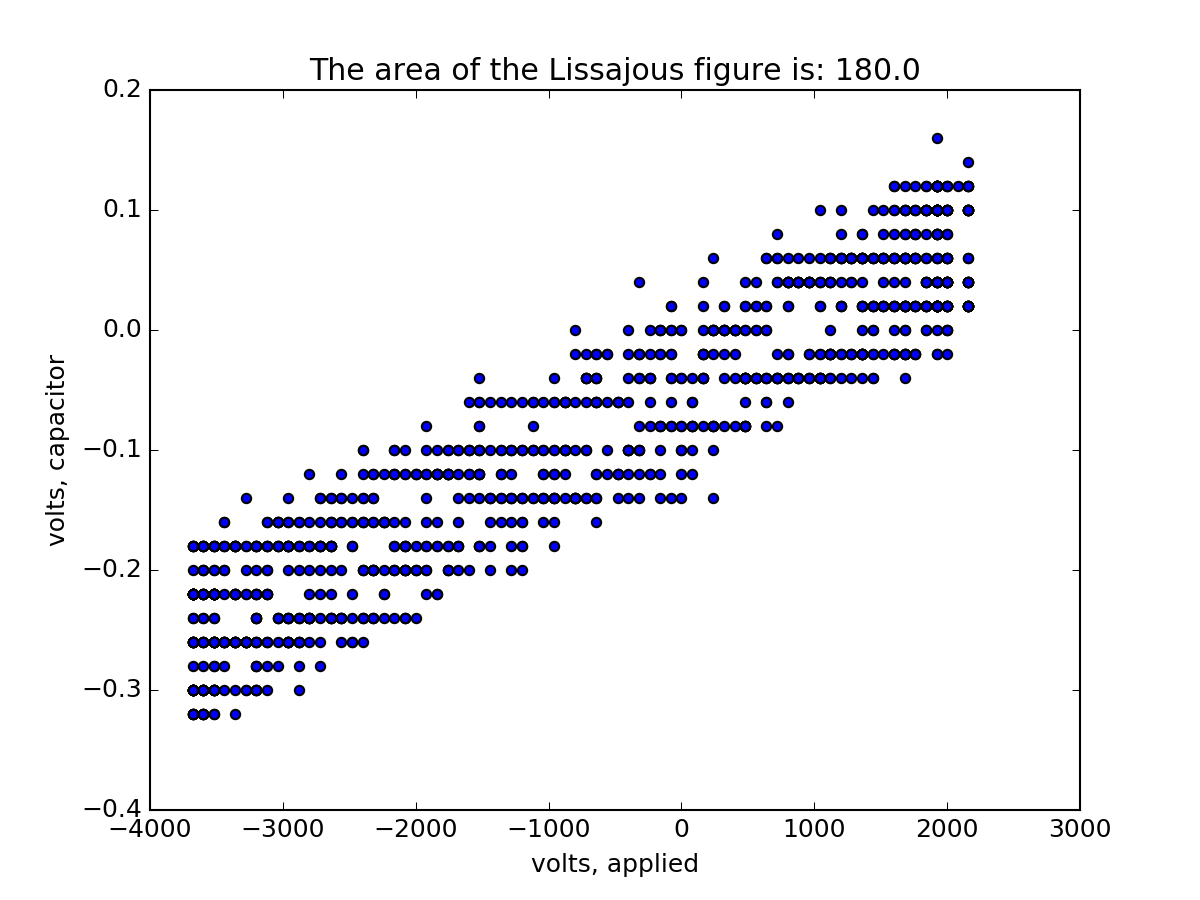 The area of the Lissajous figure is: 180.0
0.2
0.1
0.0
−0.1
−0.2
−0.3
−0.4
volts, capacitor
−4000 −3000 −2000 −1000 0 1000 2000 3000
volts, applied